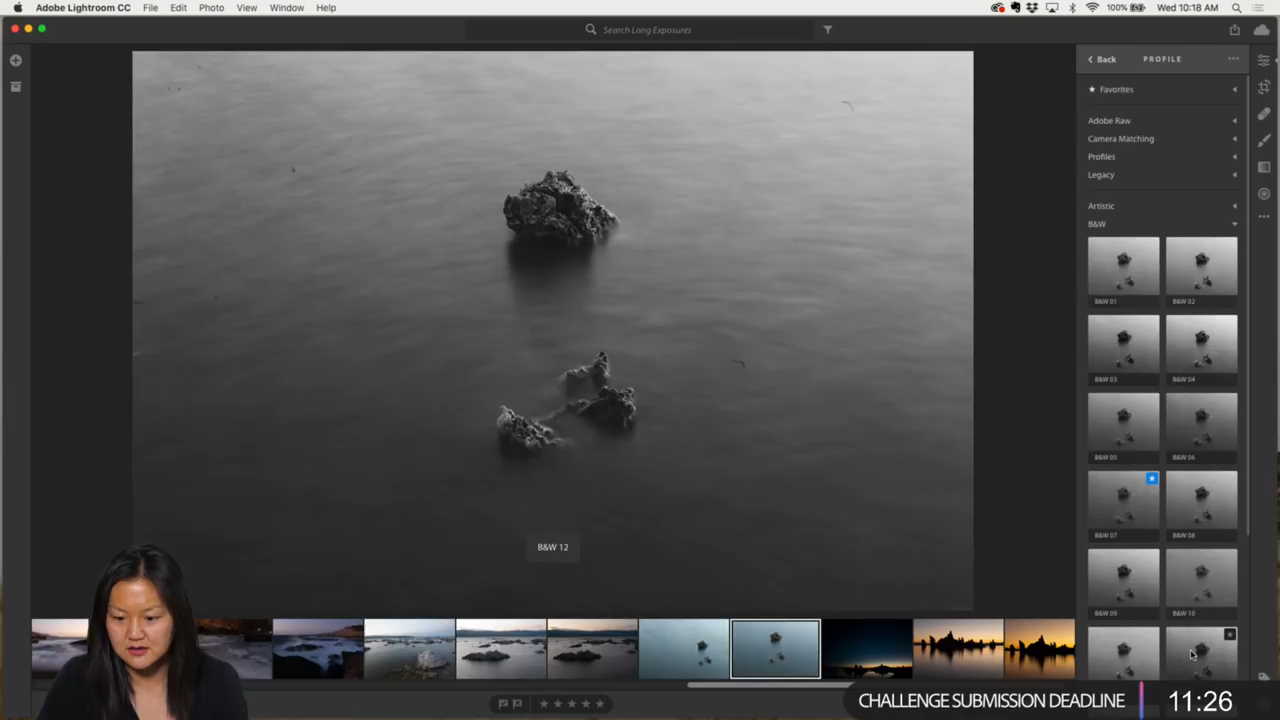 Adobe Lightroom CC File Edit Photo View Window Help
100% Wed 10:18 AM
Search Long Exposures
Back PROFILE
Favorites
Adobe Raw
Camera Matching
Profiles
Legacy
Artistic
B&W
B&W 01 B&W 02
B&W 03 B&W 04
B&W 05 B&W 06
B&W 07 B&W 08
B&W 09 B&W 10
B&W 12
CHALLENGE SUBMISSION DEADLINE 11:26